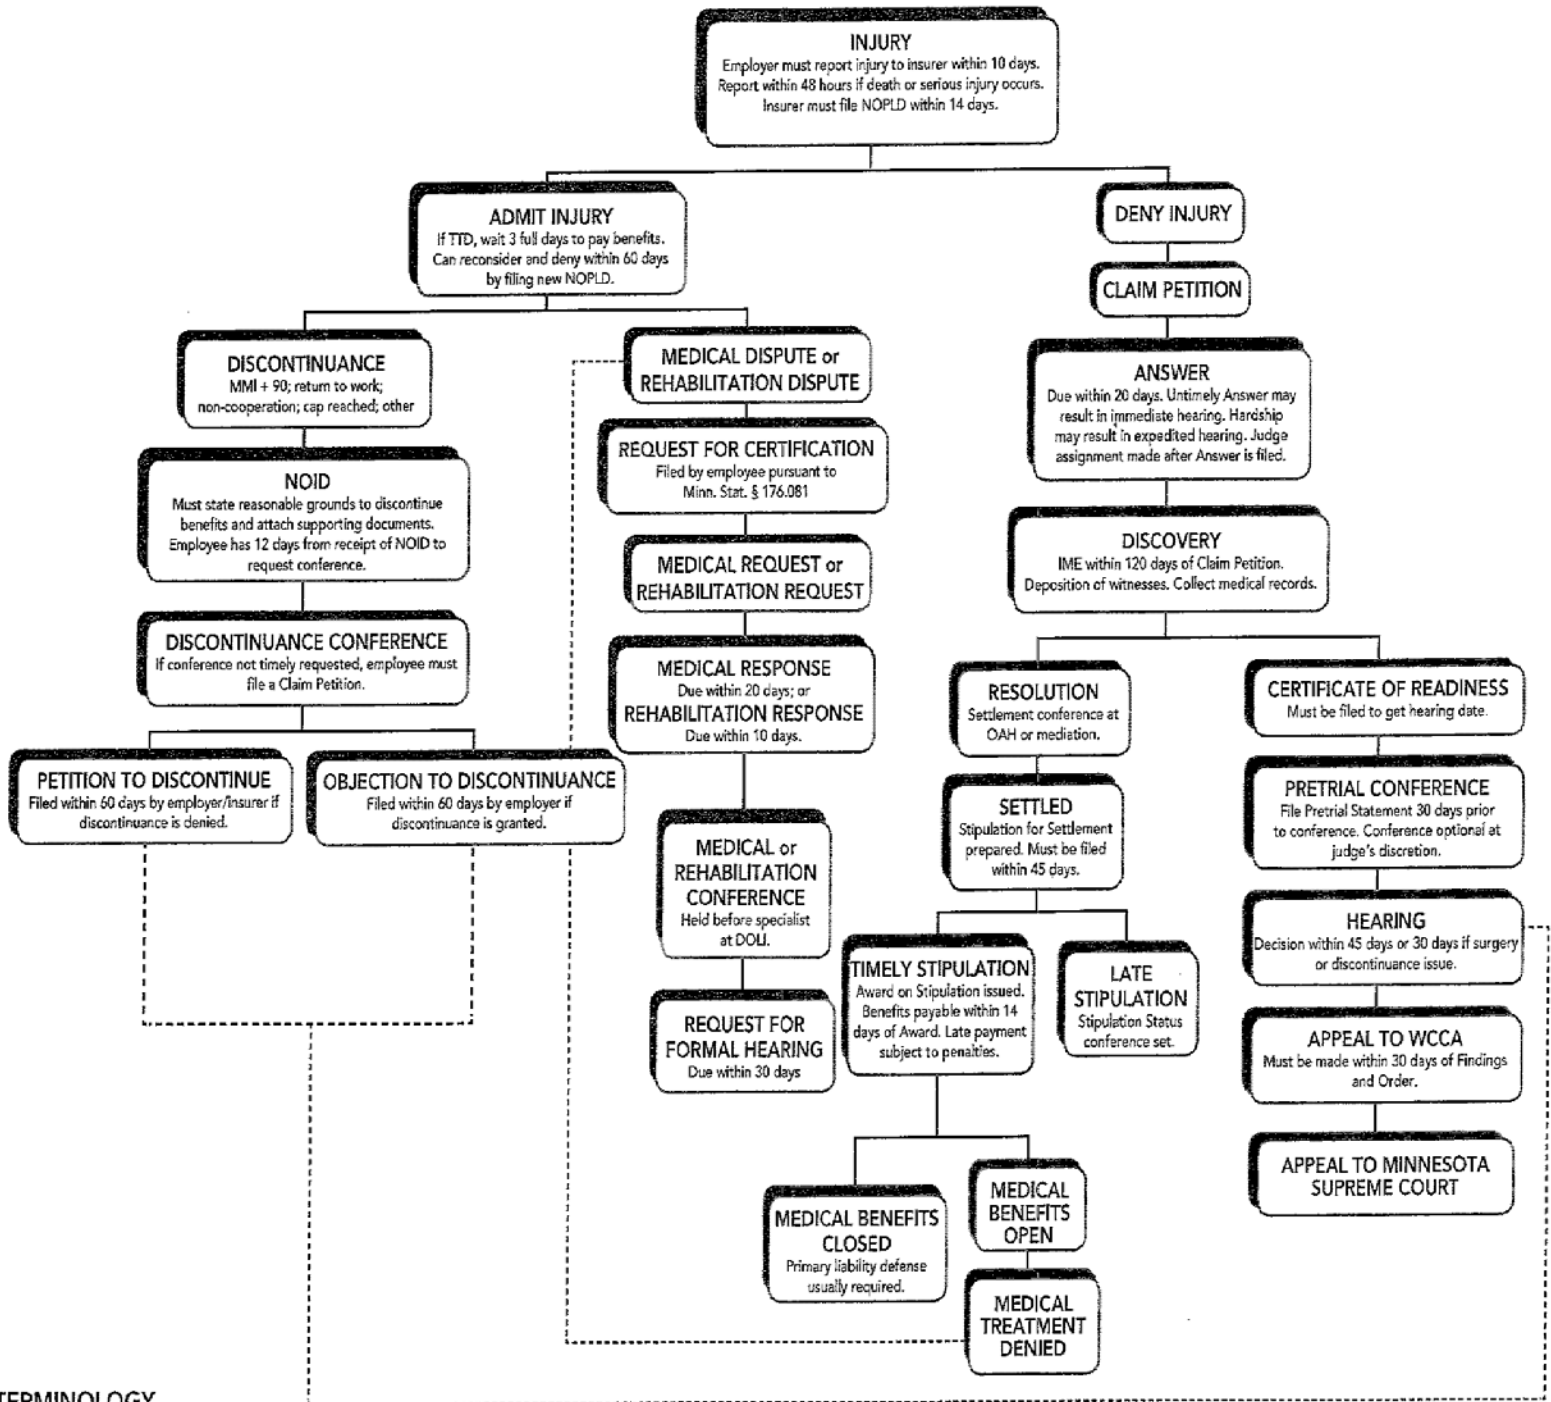 INJURY
Employer must report injury to insurer within 10 days.
Report within 48 hours if death or serious injury occurs.
Insurer must file NOPLD within 14 days.
ADMIT INJURY
If TTD, wait 3 full days to pay benefits.
Can reconsider and deny within 60 days
by filing new NOPLD.
DENY INJURY
CLAIM PETITION
DISCONTINUANCE
MMI + 90; return to work;
non-cooperation; cap reached; other
MEDICAL DISPUTE or
REHABILITATION DISPUTE
ANSWER
Due within 20 days. Untimely Answer may
result in immediate hearing. Hardship
may result in expedited hearing. Judge
assignment made after Answer is filed.
NOID
Must state reasonable grounds to discontinue
benefits and attach supporting documents.
Employee has 12 days from receipt of NOID to
request conference.
REQUEST FOR CERTIFICATION
Filed by employee pursuant to
Minn. Stat. § 176.081
DISCOVERY
IME within 120 days of Claim Petition.
Deposition of witnesses. Collect medical records.
MEDICAL REQUEST or
REHABILITATION REQUEST
DISCONTINUANCE CONFERENCE
If conference not timely requested, employee must
file a Claim Petition.
MEDICAL RESPONSE
Due within 20 days; or
REHABILITATION RESPONSE
Due within 10 days.
RESOLUTION
Settlement conference at
OAH or mediation.
CERTIFICATE OF READINESS
Must be filed to get hearing date.
PETITION TO DISCONTINUE
Filed within 60 days by employer/insurer if
discontinuance is denied.
OBJECTION TO DISCONTINUANCE
Filed within 60 days by employer if
discontinuance is granted.
SETTLED
Stipulation for Settlement
prepared. Must be filed
within 45 days.
PRETRIAL CONFERENCE
File Pretrial Statement 30 days prior
to conference. Conference optional at
judge's discretion.
MEDICAL or
REHABILITATION
CONFERENCE
Held before specialist
at DOLI.
HEARING
Decision within 45 days or 30 days if surgery
or discontinuance issue.
TIMELY STIPULATION
Award on Stipulation issued.
Benefits payable within 14
days of Award. Late payment
subject to penalties.
LATE
STIPULATION
Stipulation Status
conference set.
REQUEST FOR
FORMAL HEARING
Due within 30 days
APPEAL TO WCCA
Must be made within 30 days of Findings
and Order.
APPEAL TO MINNESOTA
SUPREME COURT
MEDICAL BENEFITS
CLOSED
Primary liability defense
usually required.
MEDICAL
BENEFITS
OPEN
MEDICAL
TREATMENT
DENIED
TERMINOLOGY